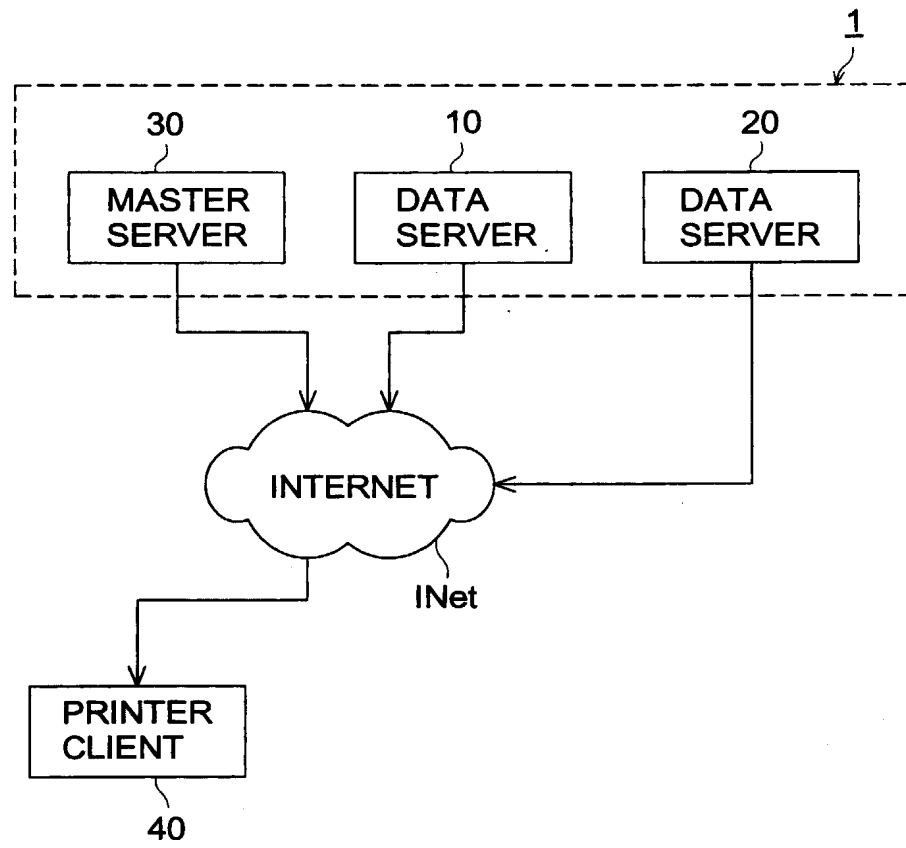 1
30
10
20
MASTER
SERVER
DATA
SERVER
DATA
SERVER
INTERNET
INet
PRINTER
CLIENT
40